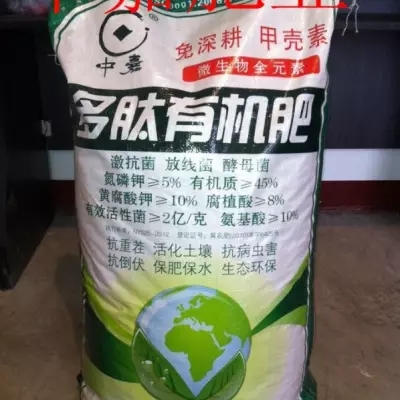 中嘉
®
免深耕 甲壳素
微生物全元素
多肽有机肥
激抗菌 放线菌 酵母菌
氮磷钾≥5% 有机质≥45%
黄腐酸钾≥10% 腐植酸≥8%
有效活性菌≥2亿/克 氨基酸≥10%
抗重茬 活化土壤 抗病虫害
抗倒伏 保肥保水 生态环保